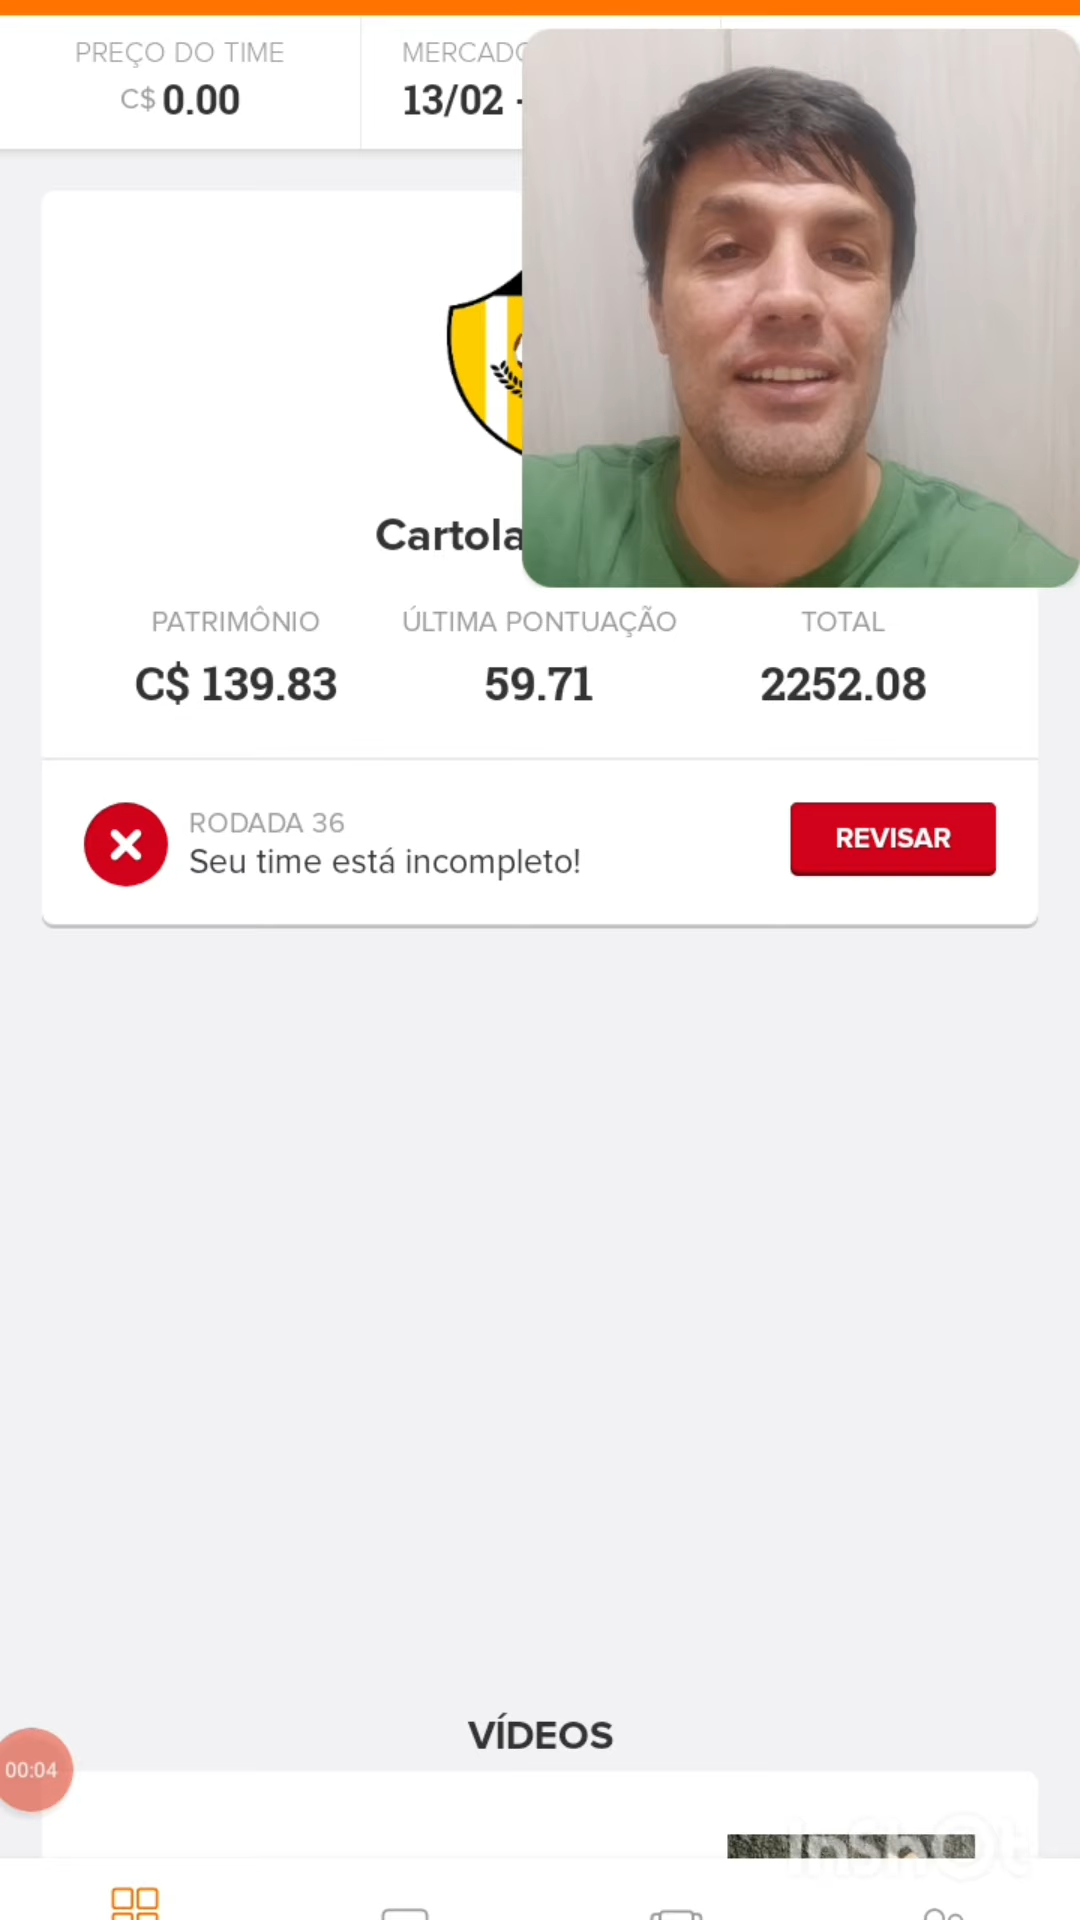 PREÇO DO TIME
C$ 0.00
MERCADO
13/02 -
Cartola
PATRIMÔNIO
C$ 139.83
ÚLTIMA PONTUAÇÃO
59.71
TOTAL
2252.08
RODADA 36
Seu time está incompleto!
REVISAR
VÍDEOS
00:04
InShOt